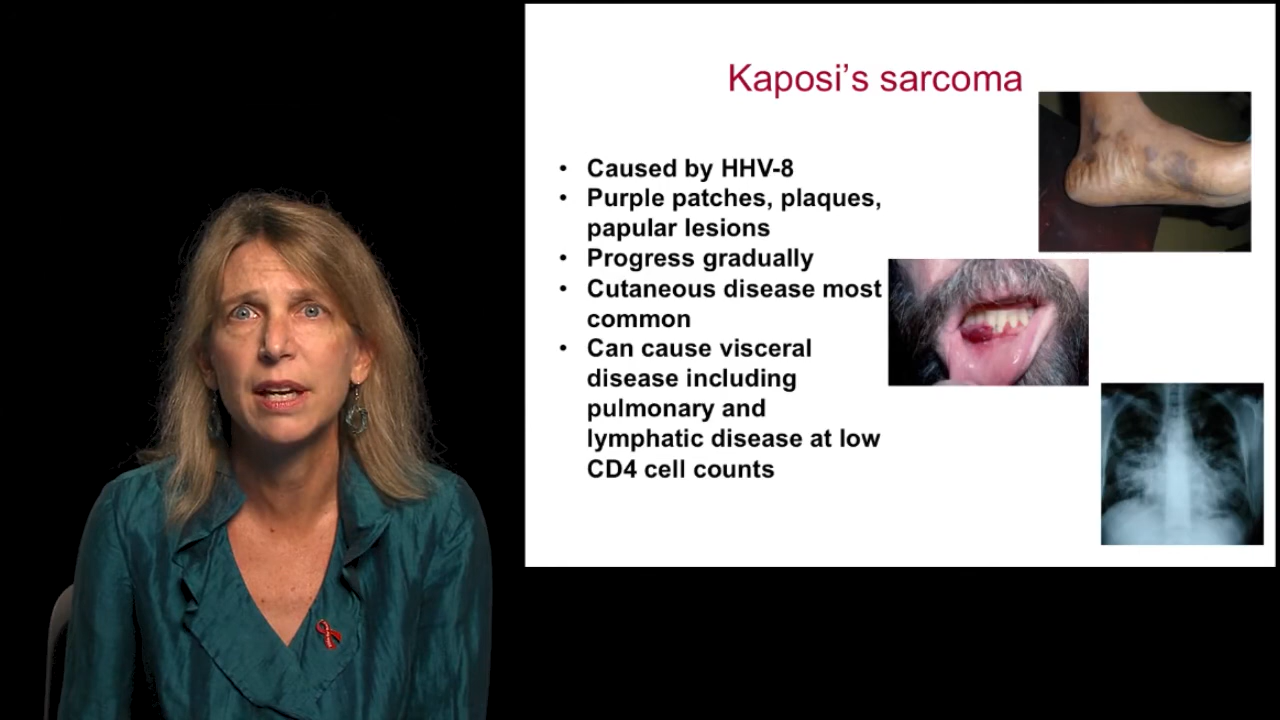 Kaposi’s sarcoma
• Caused by HHV-8
• Purple patches, plaques,
papular lesions
• Progress gradually
• Cutaneous disease most
common
• Can cause visceral
disease including
pulmonary and
lymphatic disease at low
CD4 cell counts